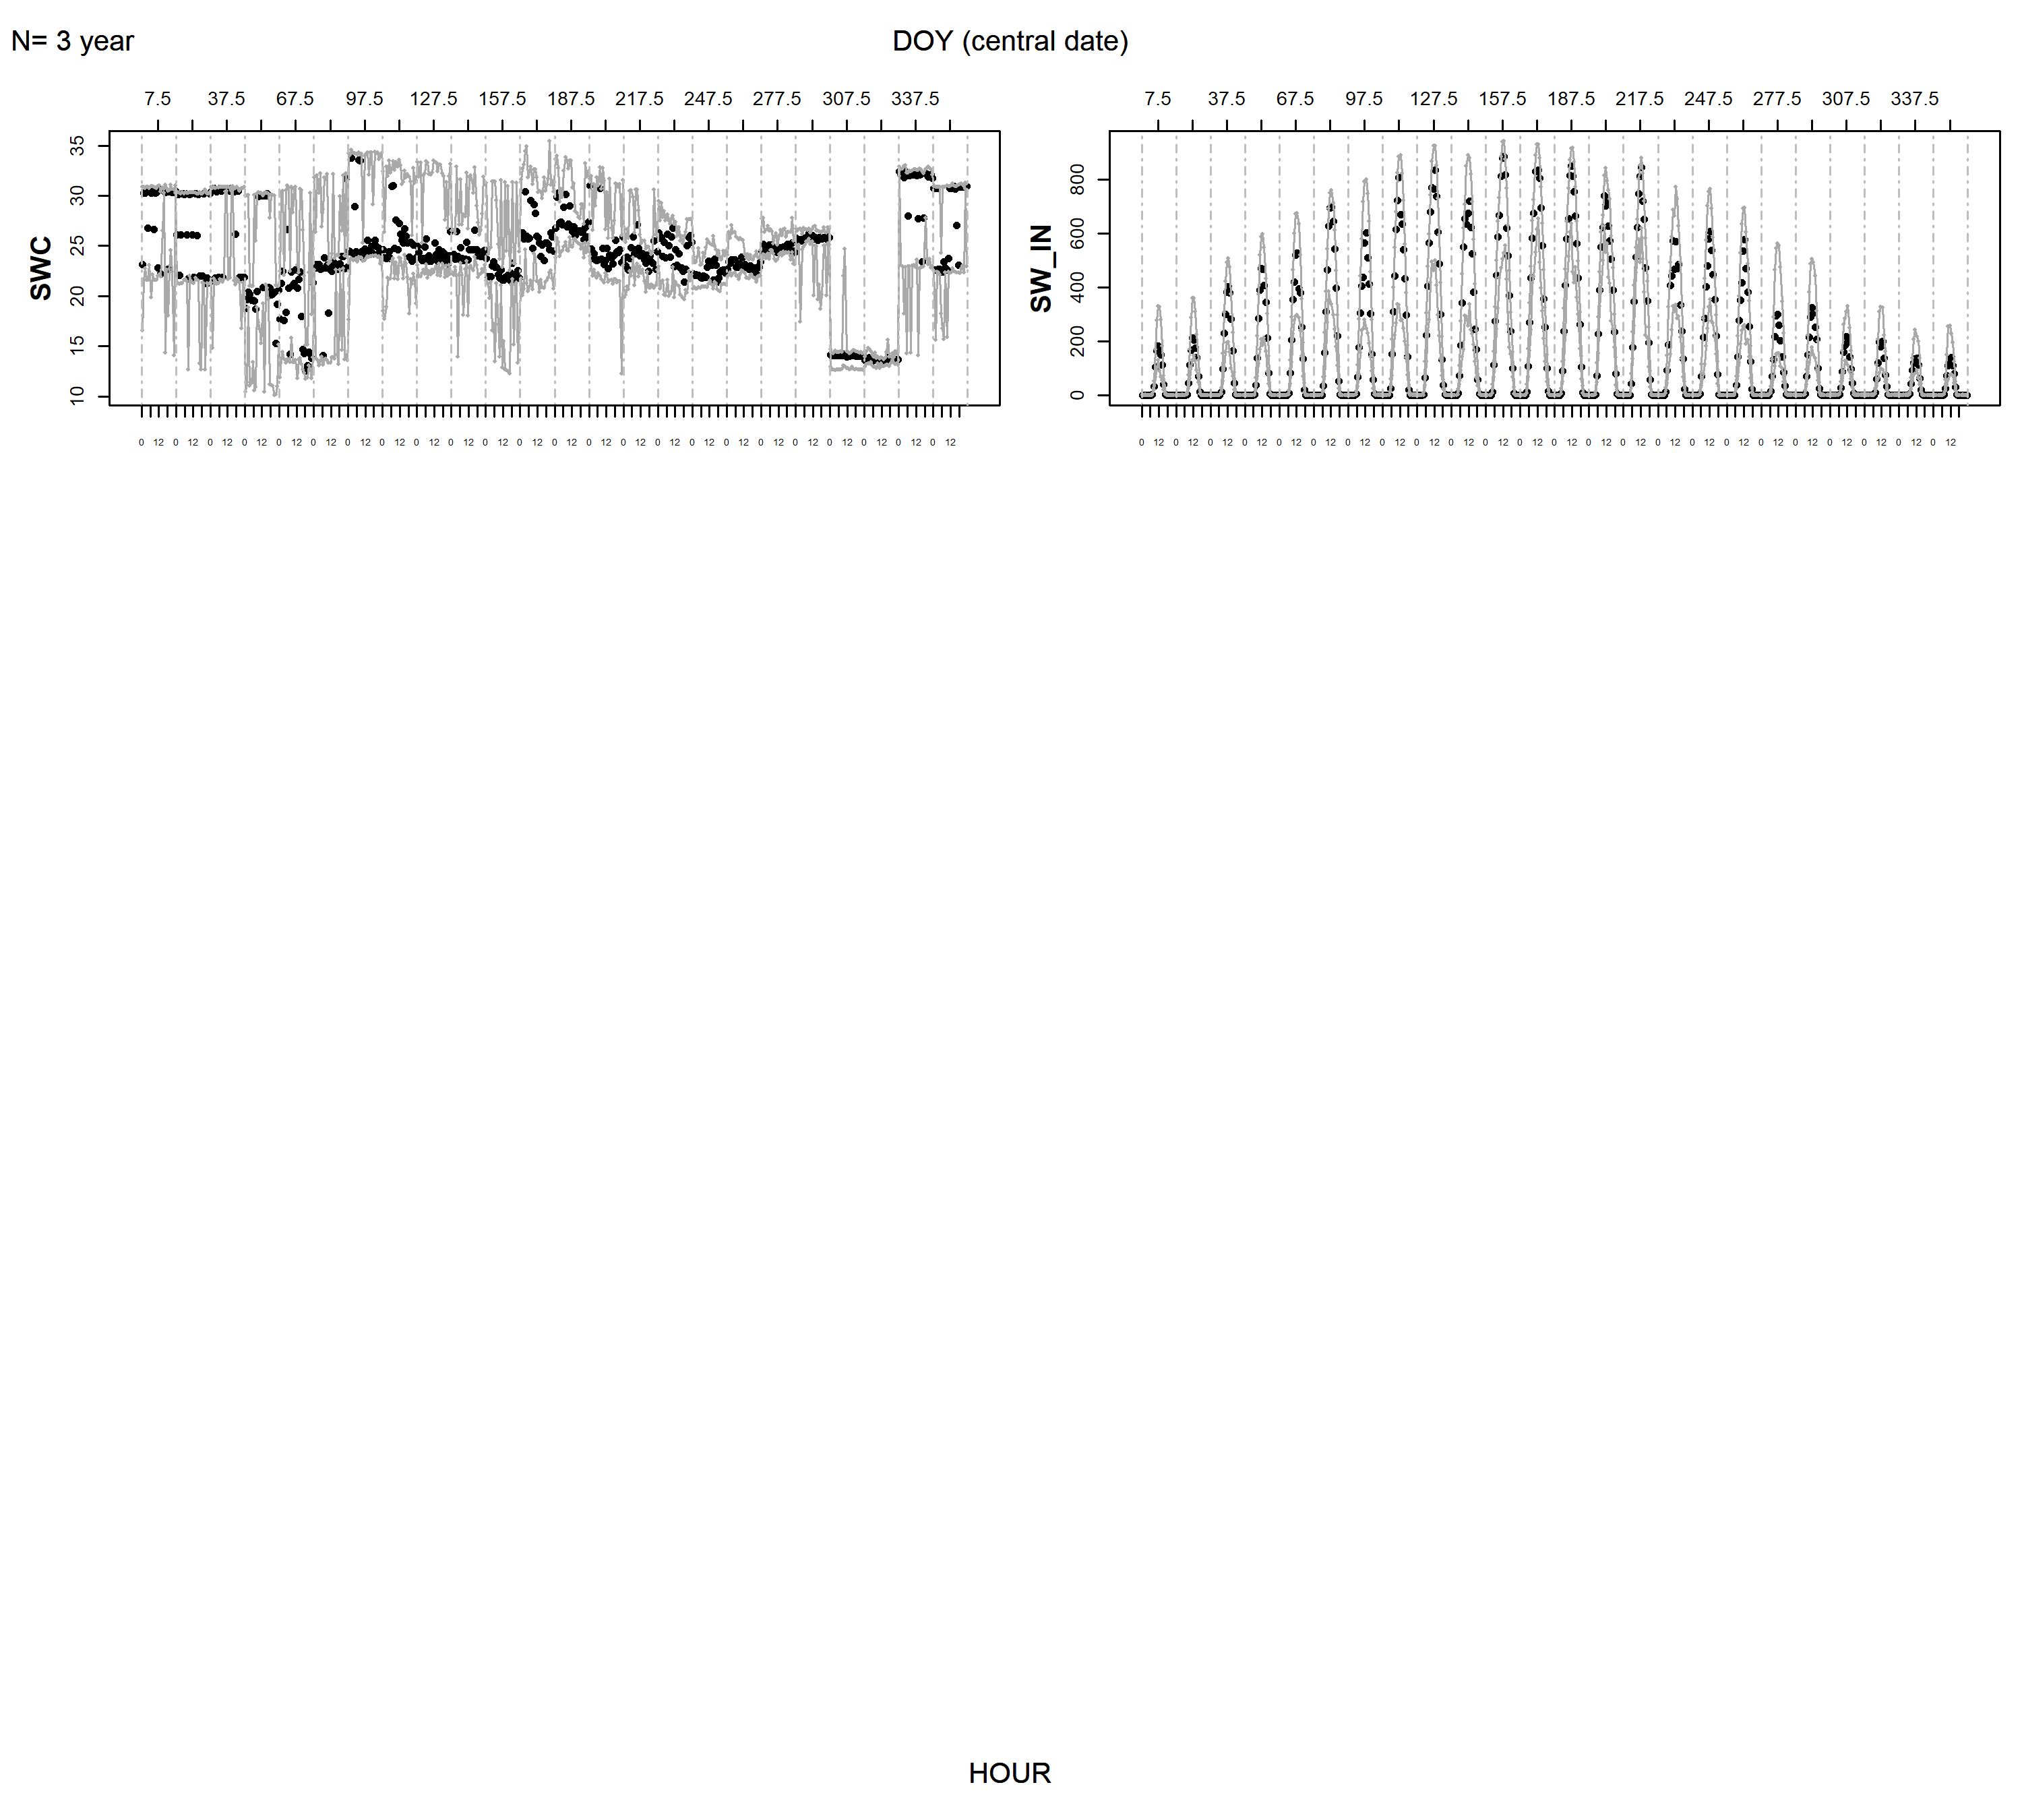 N= 3 year
DOY (central date)
7.5 37.5 67.5 97.5 127.5 157.5 187.5 217.5 247.5 277.5 307.5 337.5
SWC
35
30
25
20
15
10
0 12 0 12 0 12 0 12 0 12 0 12 0 12 0 12 0 12 0 12 0 12 0 12 0 12 0 12 0 12 0 12 0 12 0 12 0 12 0 12 0 12 0 12 0 12 0 12
7.5 37.5 67.5 97.5 127.5 157.5 187.5 217.5 247.5 277.5 307.5 337.5
SW_IN
800
600
400
200
0
0 12 0 12 0 12 0 12 0 12 0 12 0 12 0 12 0 12 0 12 0 12 0 12 0 12 0 12 0 12 0 12 0 12 0 12 0 12 0 12 0 12 0 12 0 12 0 12
HOUR